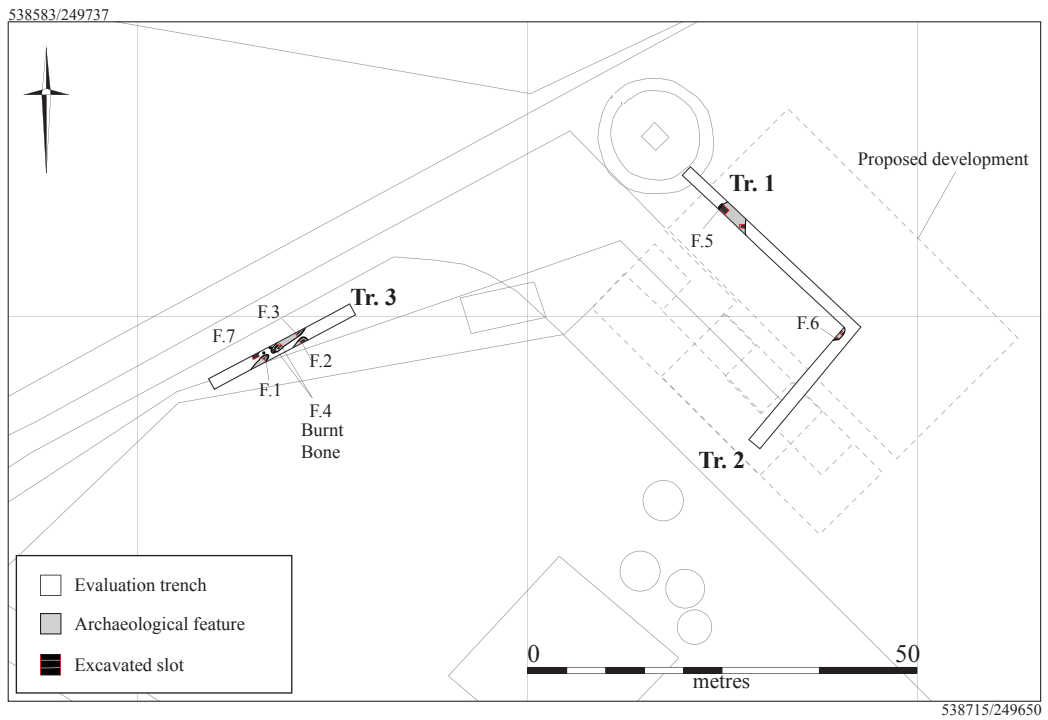 538583/249737
Proposed development
Tr. 1
F.5
Tr. 3
F.3
F.7
F.6
F.2
F.1
F.4
Burnt
Bone
Tr. 2
Evaluation trench
Archaeological feature
Excavated slot
0 50
metres
538715/249650